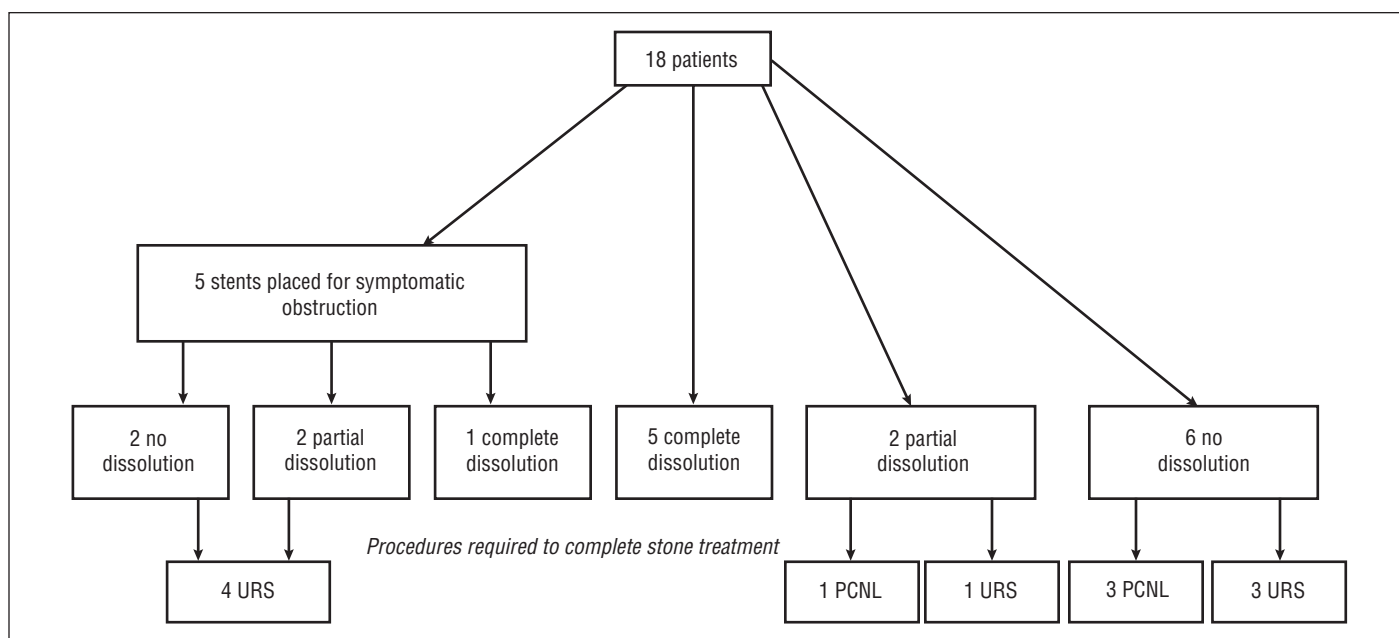 18 patients
5 stents placed for symptomatic
obstruction
2 no
dissolution
2 partial
dissolution
1 complete
dissolution
5 complete
dissolution
2 partial
dissolution
6 no
dissolution
Procedures required to complete stone treatment
4 URS
1 PCNL
1 URS
3 PCNL
3 URS